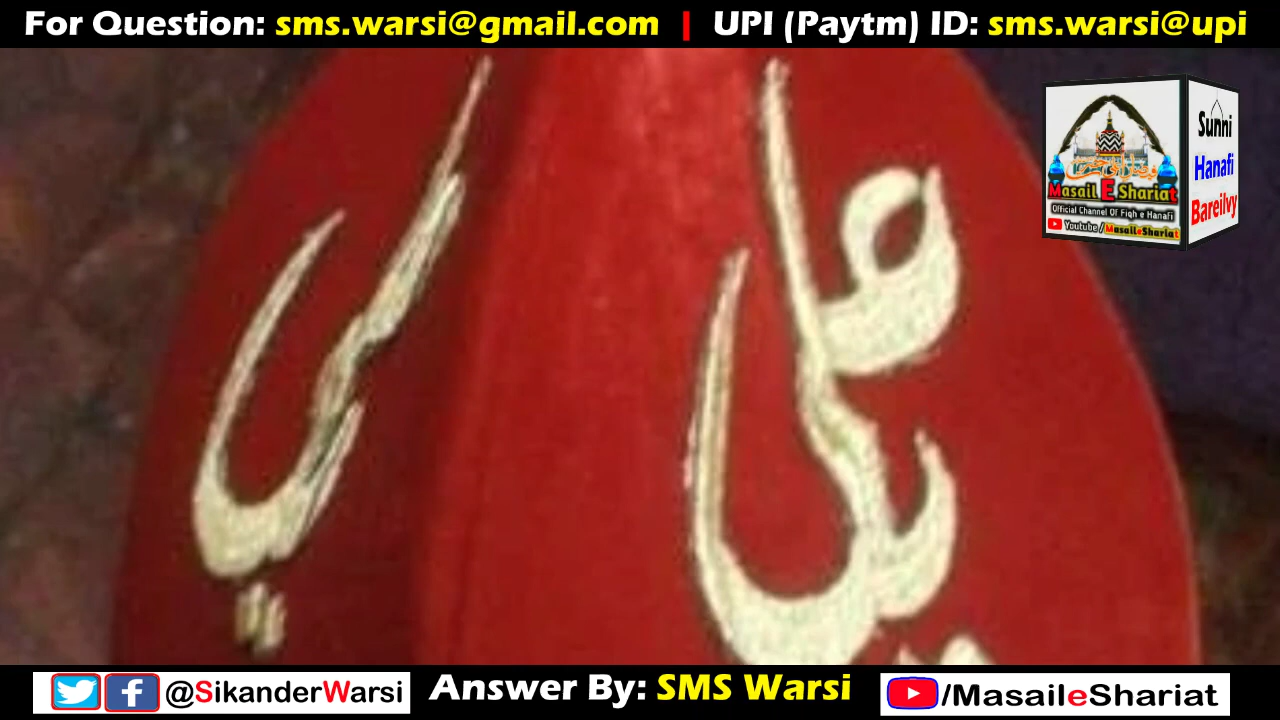 For Question: sms.warsi@gmail.com | UPI (Paytm) ID: sms.warsi@upi
علی
Masail E Shariat
Official Channel Of Fiqh e Hanafi
Youtube /MasaileShariat
Sunni
Hanafi
Bareilvy
@SikanderWarsi
Answer By: SMS Warsi
/MasaileShariat